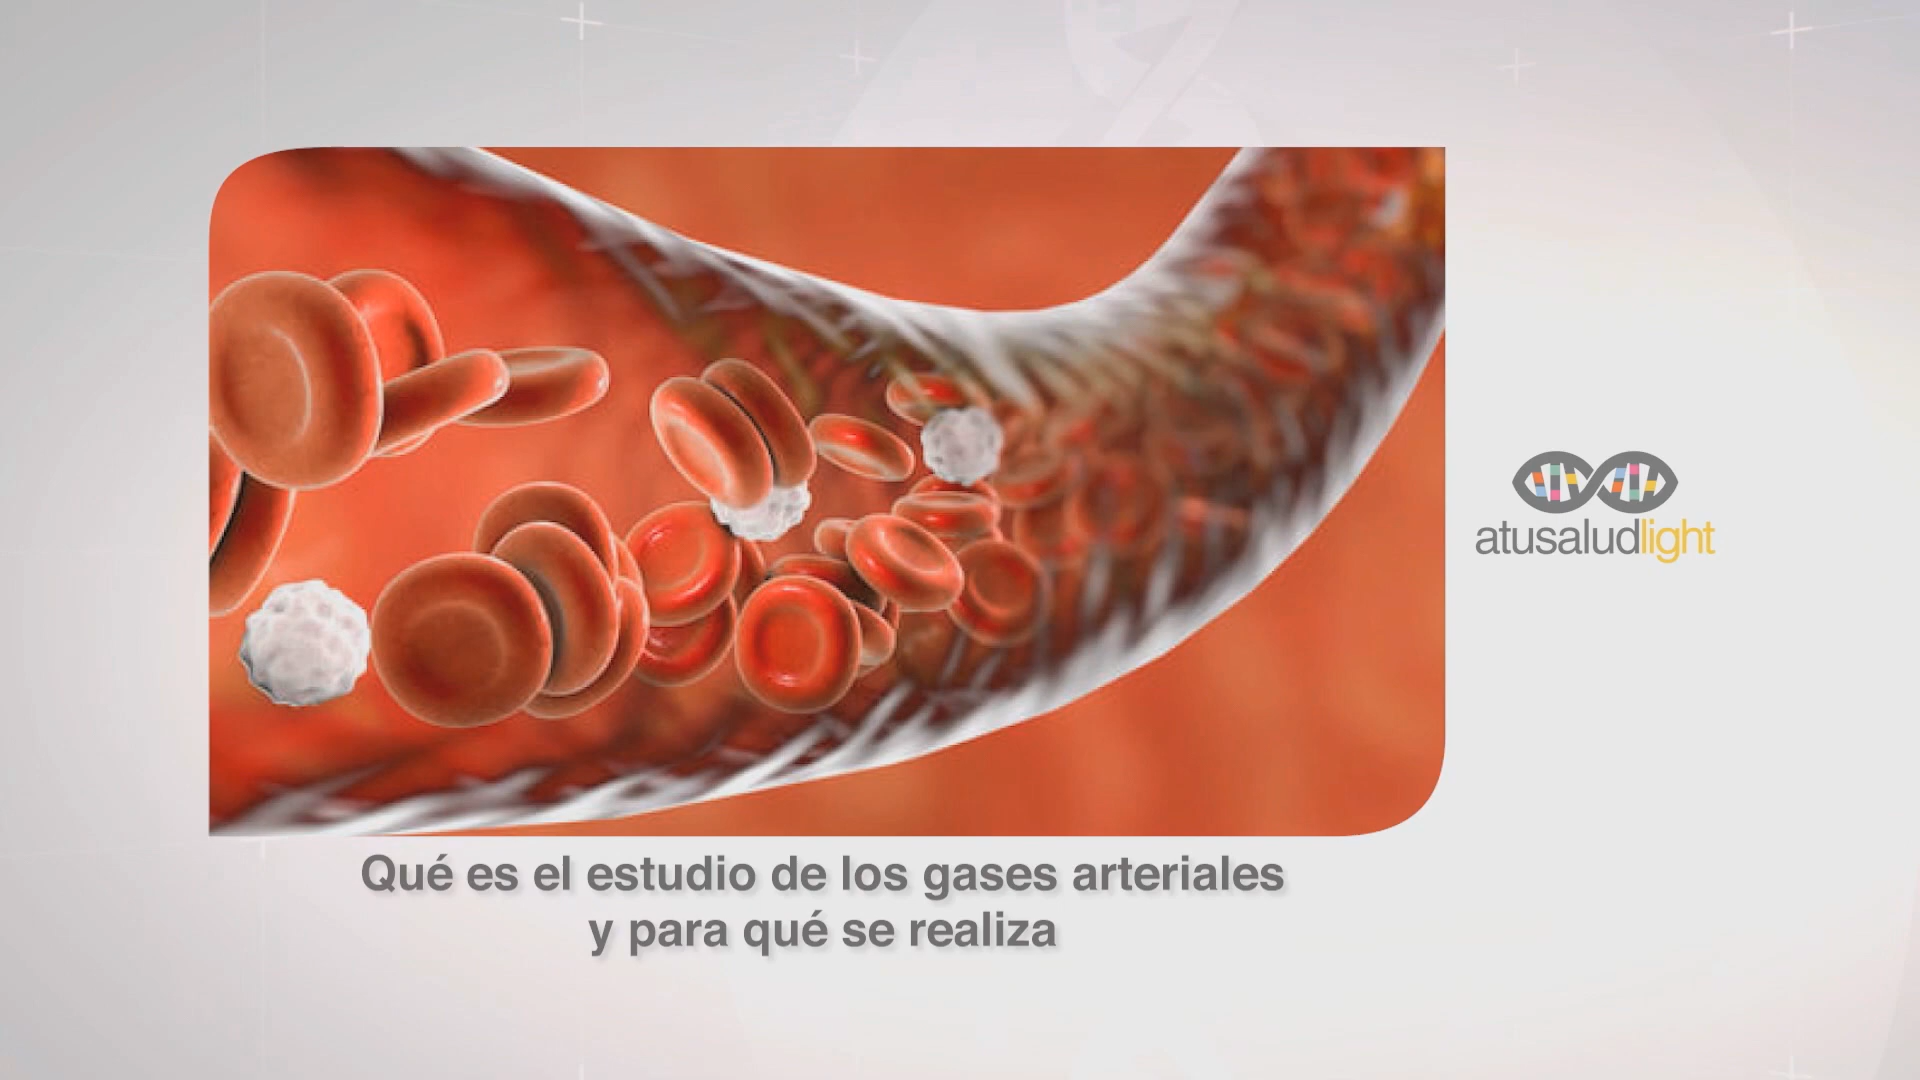 atusaludlight
Qué es el estudio de los gases arteriales
y para qué se realiza